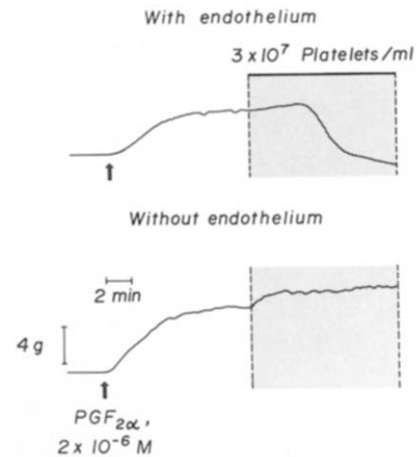 With endothelium
3 x 10⁷ Platelets/ml
Without endothelium
2 min
4 g
PGF₂α,
2 x 10⁻⁶ M